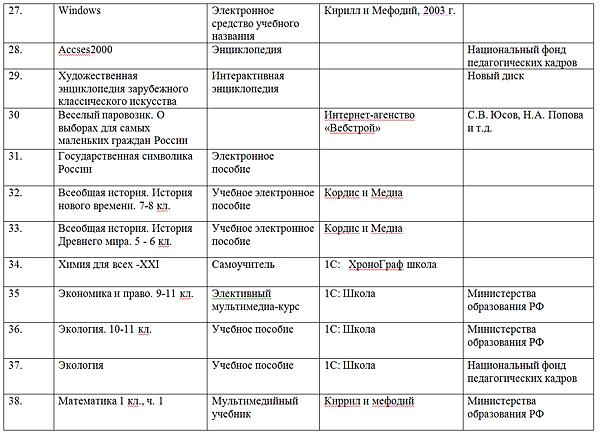 27. Windows Электронное Кирилл и Мефодий, 2003 г.
средство учебного
названия
28. Accses2000 Энциклопедия Национальный фонд
педагогических кадров
29. Художественная Интерактивная Новый диск
энциклопедия зарубежного энциклопедия
классического искусства
30 Веселый паровозик. О Интернет-агенство С.В. Юсов, Н.А. Попова
выборах для самых «Вебстрой» и т.д.
маленьких граждан России
31. Государственная символика Электронное
России пособие
32. Всеобщая история. История Учебное электронное Кордис и Медиа
нового времени. 7-8 кл. пособие
33. Всеобщая история. История Учебное электронное Кордис и Медиа
Древнего мира. 5 - 6 кл. пособие
34. Химия для всех -XXI Самоучитель 1С: ХроноГраф школа
35 Экономика и право. 9-11 кл. Элективный 1С: Школа Министерства
мультимедиа-курс образования РФ
36. Экология. 10-11 кл. Учебное пособие 1С: Школа Министерства
образования РФ
37. Экология Учебное пособие 1С: Школа Национальный фонд
педагогических кадров
38. Математика 1 кл., ч. 1 Мультимедийный Киррил и мефодий Министерства
учебник образования РФ